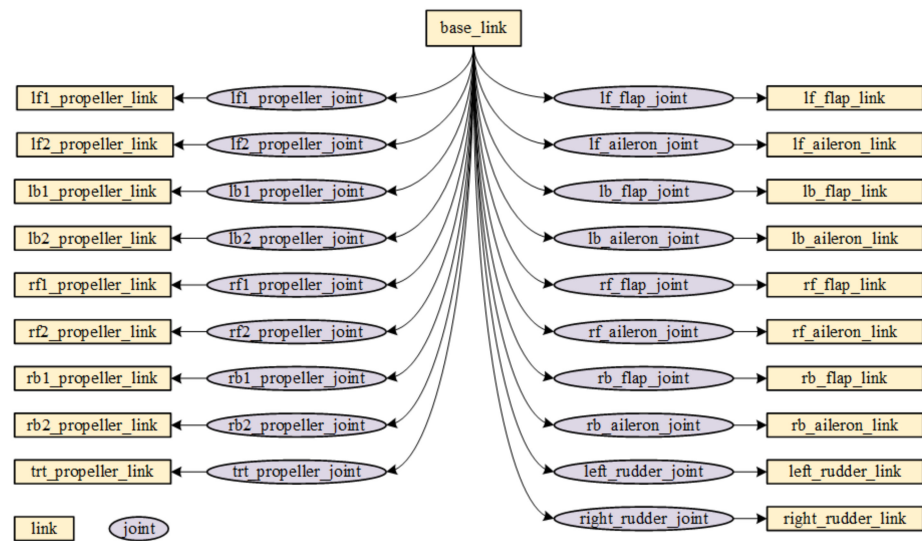 base_link
lf1_propeller_link lf1_propeller_joint lf_flap_joint lf_flap_link
lf2_propeller_link lf2_propeller_joint lf_aileron_joint lf_aileron_link
lb1_propeller_link lb1_propeller_joint lb_flap_joint lb_flap_link
lb2_propeller_link lb2_propeller_joint lb_aileron_joint lb_aileron_link
rf1_propeller_link rf1_propeller_joint rf_flap_joint rf_flap_link
rf2_propeller_link rf2_propeller_joint rf_aileron_joint rf_aileron_link
rb1_propeller_link rb1_propeller_joint rb_flap_joint rb_flap_link
rb2_propeller_link rb2_propeller_joint rb_aileron_joint rb_aileron_link
trt_propeller_link trt_propeller_joint left_rudder_joint left_rudder_link
link joint right_rudder_joint right_rudder_link